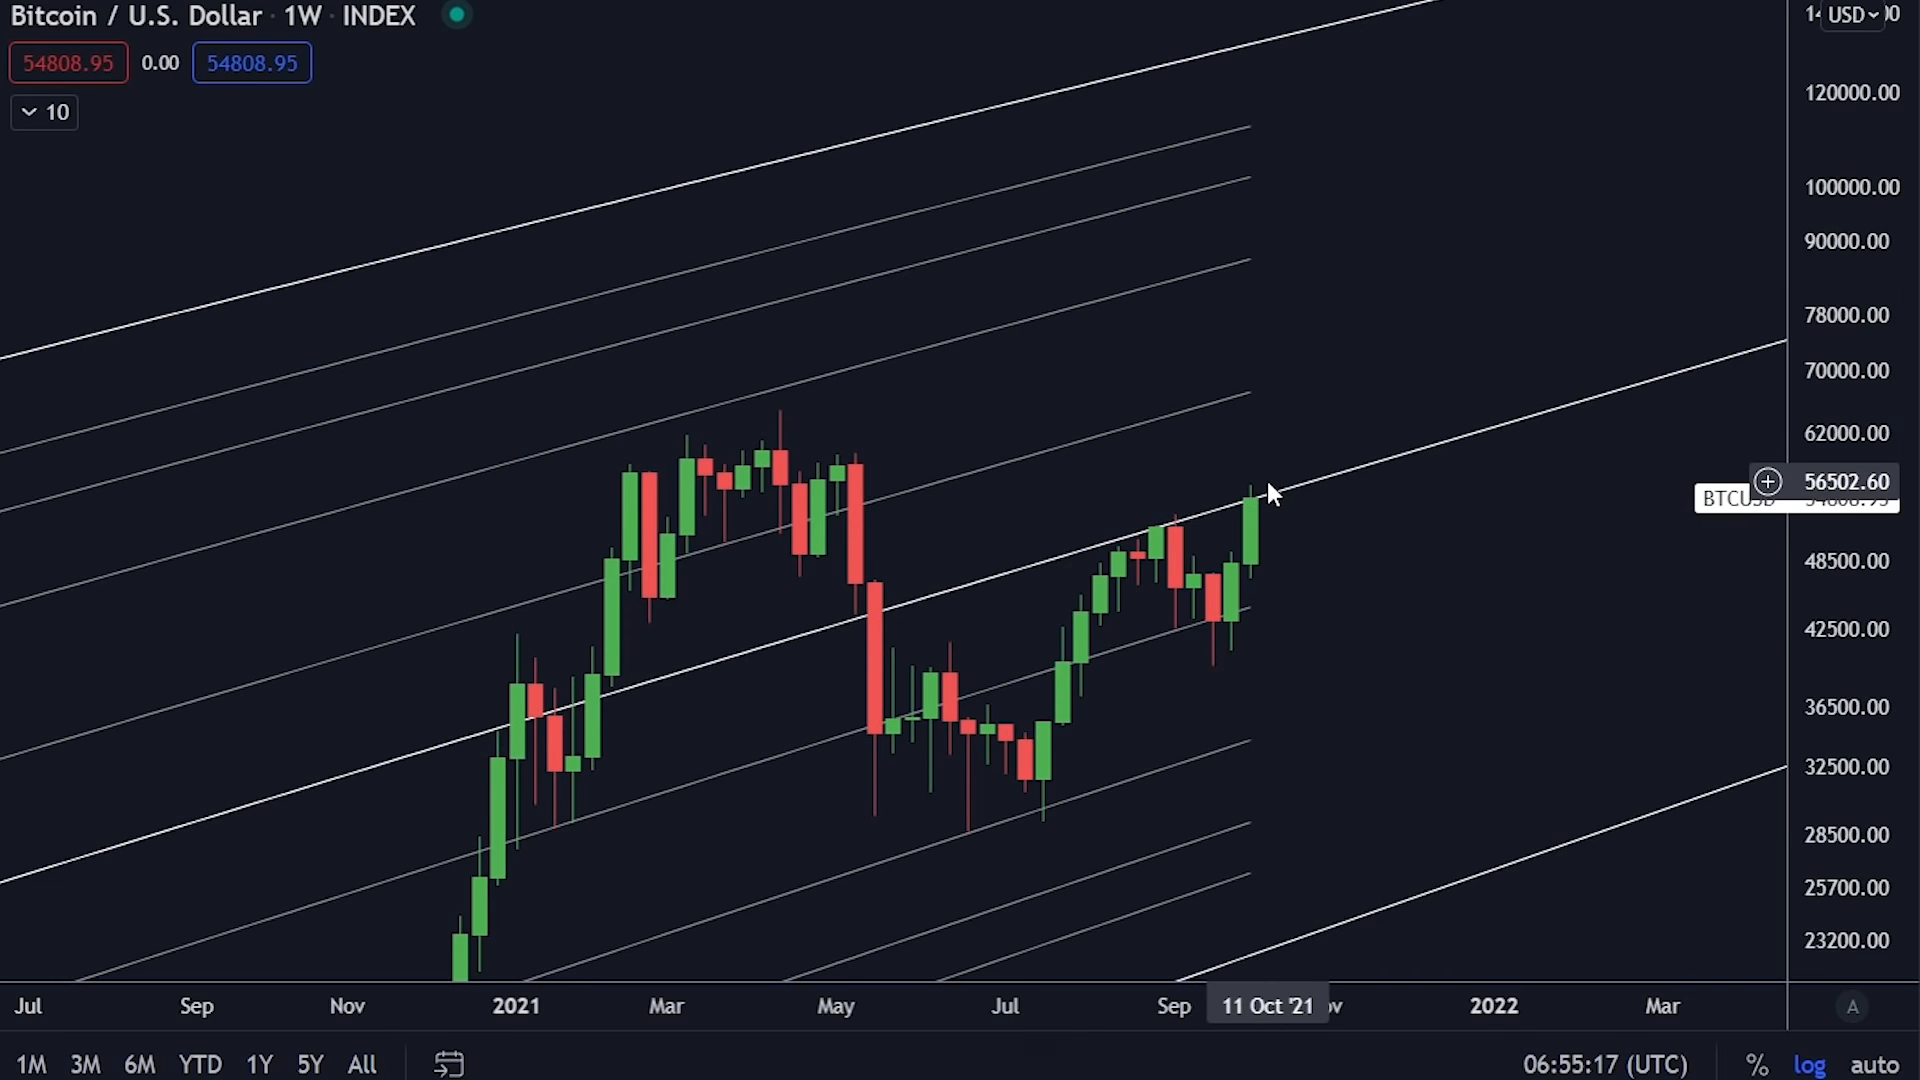 Bitcoin / U.S. Dollar · 1W · INDEX
54808.95 0.00 54808.95
10
USD
120000.00
100000.00
90000.00
78000.00
70000.00
62000.00
56502.60
BTCUSD
48500.00
42500.00
36500.00
32500.00
28500.00
25700.00
23200.00
Jul Sep Nov 2021 Mar May Jul Sep 11 Oct '21 2022 Mar A
1M 3M 6M YTD 1Y 5Y All 06:55:17 (UTC) % log auto